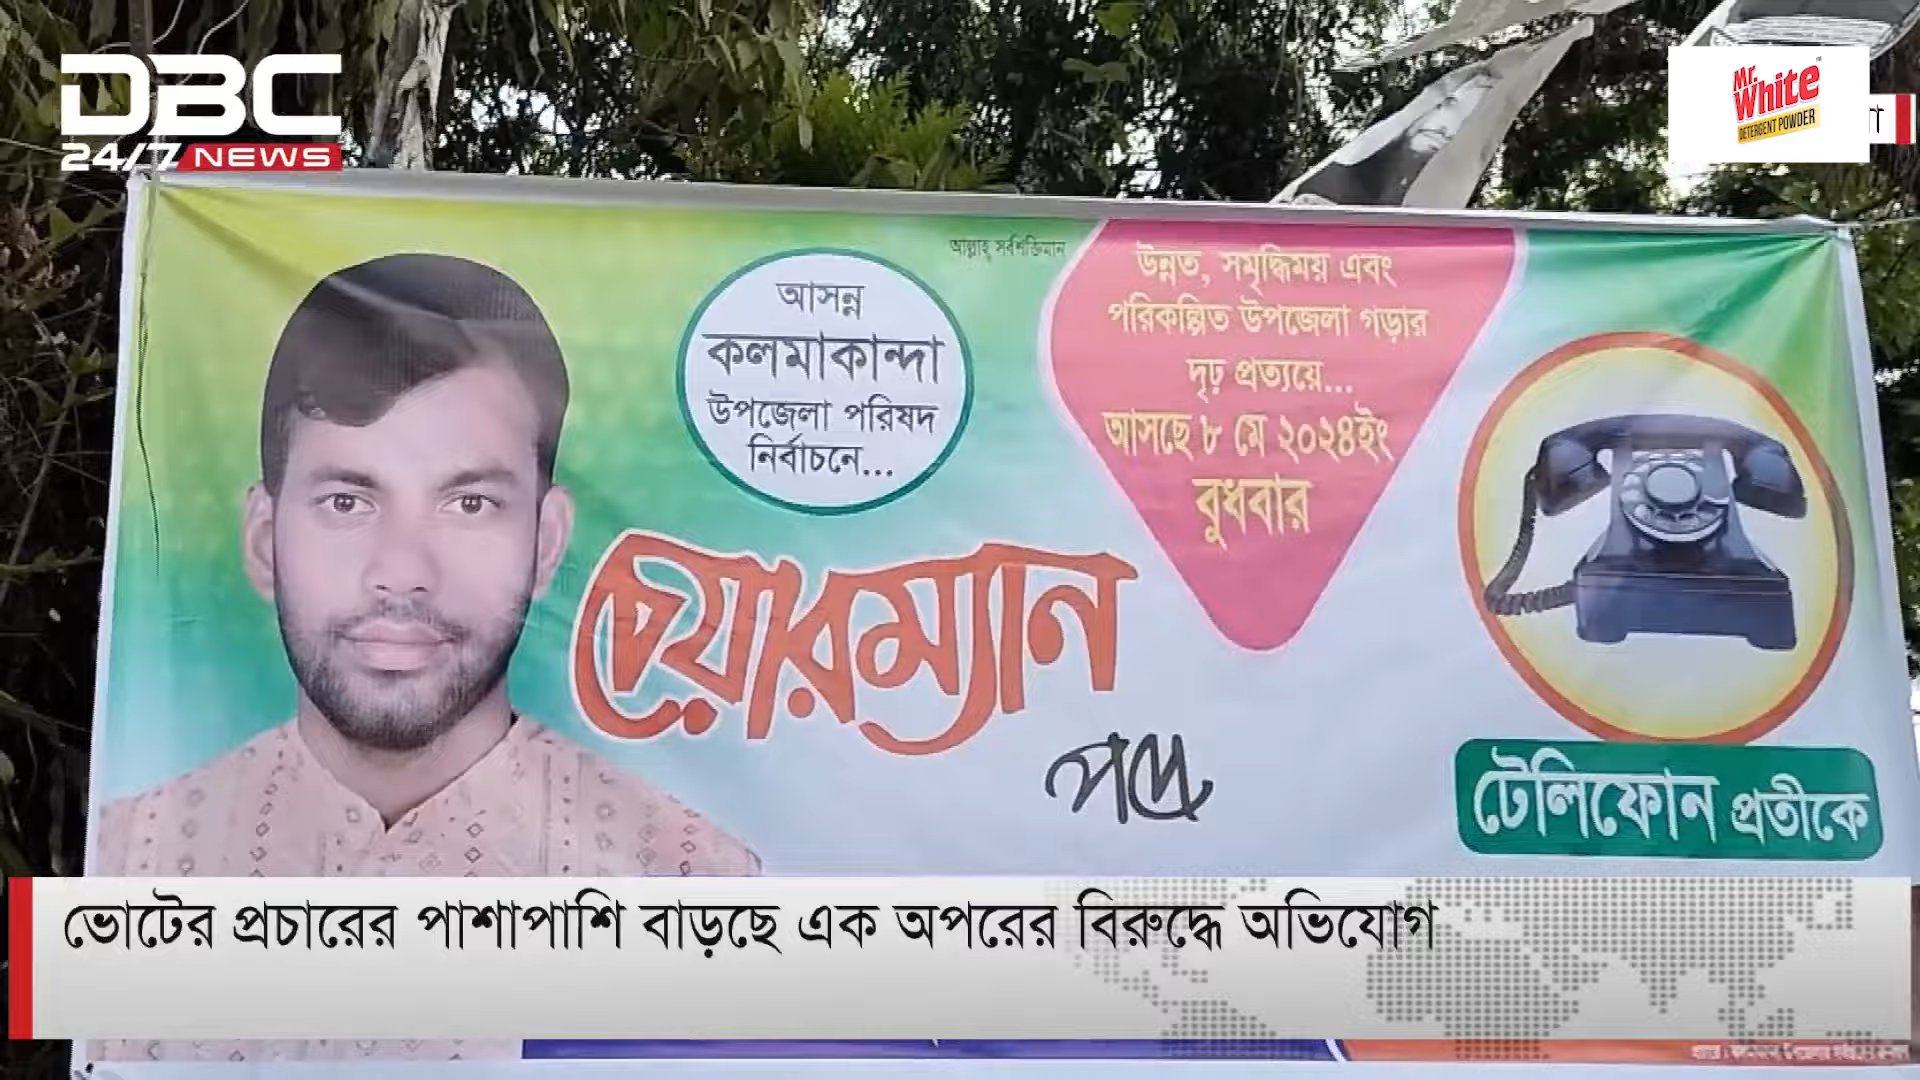 DBC
24/7 NEWS
Mr.
White
DETERGENT POWDER
আল্লাহ্ সর্বশক্তিমান
আসন্ন
কলমাকান্দা
উপজেলা পরিষদ
নির্বাচনে...
উন্নত, সমৃদ্ধিময় এবং
পরিকল্পিত উপজেলা গড়ার
দৃঢ় প্রত্যয়ে...
আসছে ৮ মে ২০২৪ইং
বুধবার
চেয়ারম্যান
পদে
টেলিফোন প্রতীকে
ভোটের প্রচারের পাশাপাশি বাড়ছে এক অপরের বিরুদ্ধে অভিযোগ